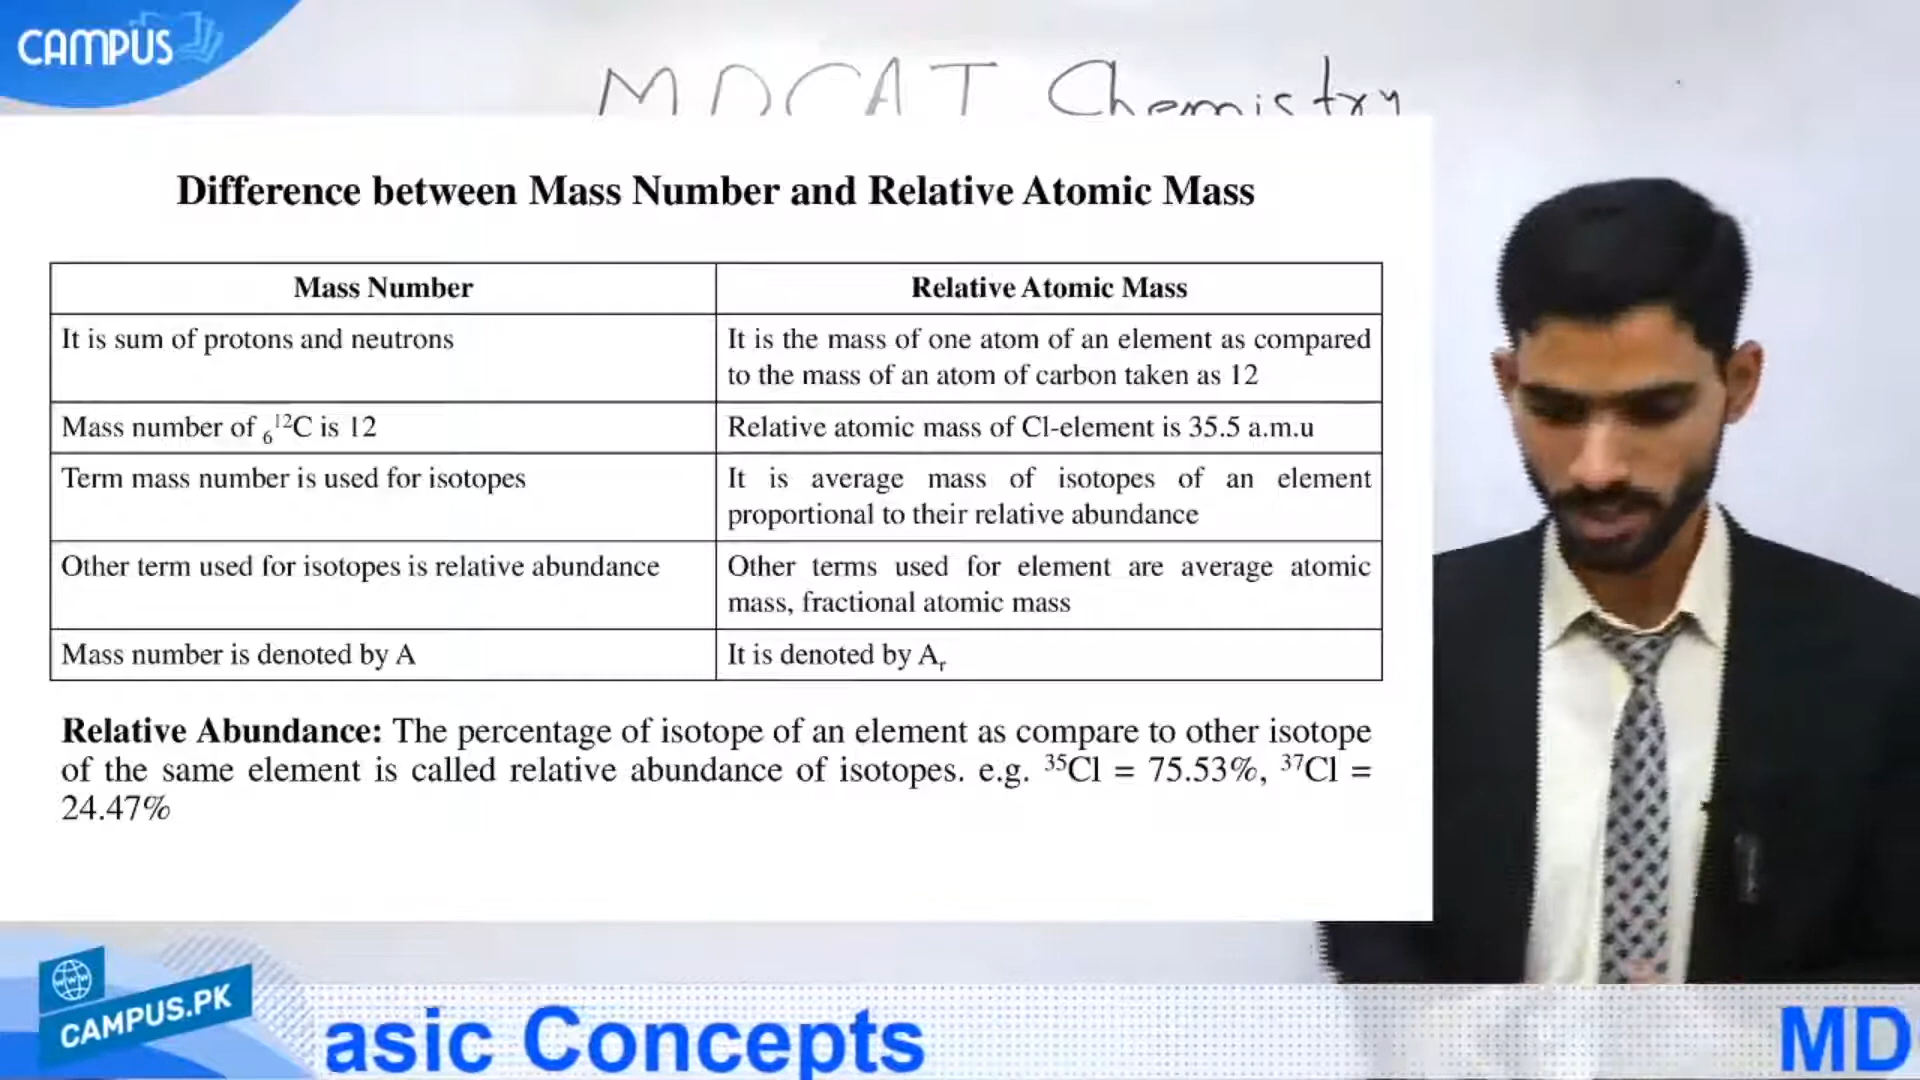 CAMPUS
MDCAT Chemistry
Difference between Mass Number and Relative Atomic Mass
Mass Number
Relative Atomic Mass
It is sum of protons and neutrons
It is the mass of one atom of an element as compared
to the mass of an atom of carbon taken as 12
Mass number of ₆¹²C is 12
Relative atomic mass of Cl-element is 35.5 a.m.u
Term mass number is used for isotopes
It is average mass of isotopes of an element
proportional to their relative abundance
Other term used for isotopes is relative abundance
Other terms used for element are average atomic
mass, fractional atomic mass
Mass number is denoted by A
It is denoted by Aᵣ
Relative Abundance: The percentage of isotope of an element as compare to other isotope
of the same element is called relative abundance of isotopes. e.g. ³⁵Cl = 75.53%, ³⁷Cl =
24.47%
www
CAMPUS.PK
asic Concepts
MD